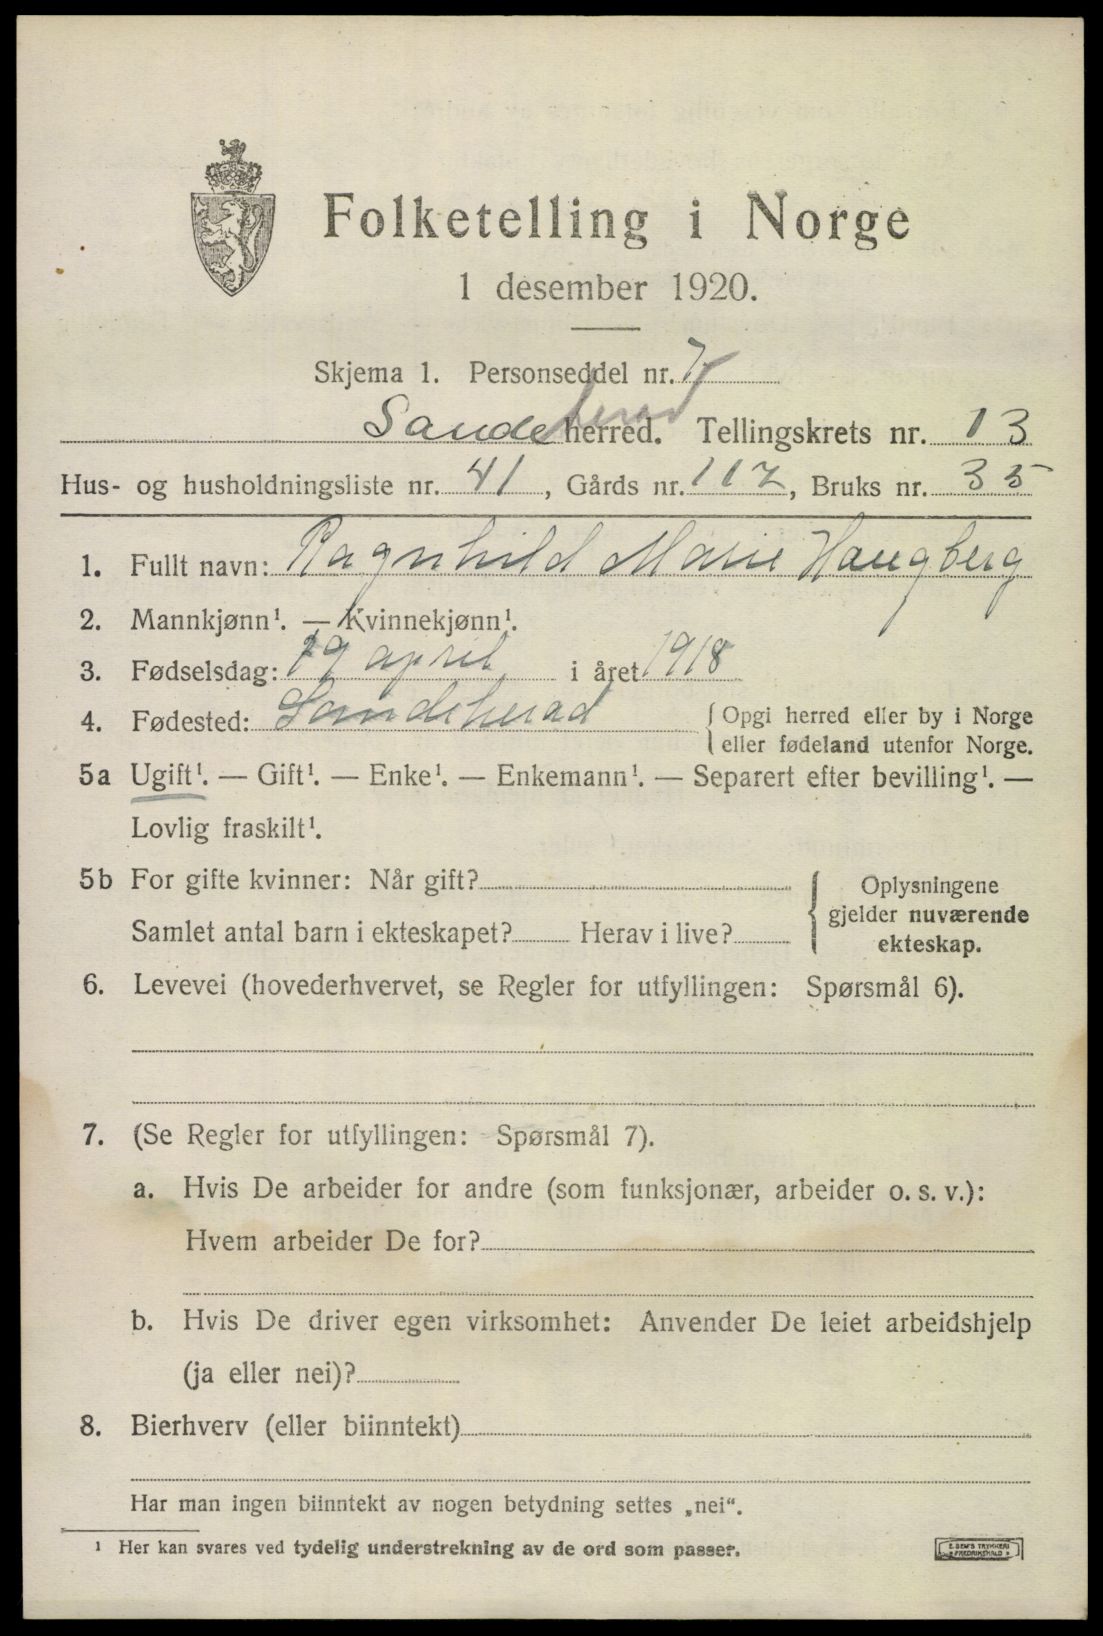 Folketelling i Norge
1 desember 1920.
Skjema 1. Personseddel nr. 7
Sandeherad herred. Tellingskrets nr. 13
Hus- og husholdningsliste nr. 41, Gårds nr. 112, Bruks nr. 35
1. Fullt navn: Ragnhild Marie Haugberg
2. Mannkjønn¹. — Kvinnekjønn¹.
3. Fødselsdag: 19 april i året 1918
4. Fødested: Sandeherad {Opgi herred eller by i Norge
eller fødeland utenfor Norge.
5a Ugift¹. — Gift¹. — Enke¹. — Enkemann¹. — Separert efter bevilling¹. —
Lovlig fraskilt¹.
5b For gifte kvinner: Når gift?
Samlet antal barn i ekteskapet? Herav i live?
{Oplysningene
gjelder nuværende
ekteskap.
6. Levevei (hovederhvervet, se Regler for utfyllingen: Spørsmål 6).
7. (Se Regler for utfyllingen: Spørsmål 7).
a. Hvis De arbeider for andre (som funksjonær, arbeider o. s. v.):
Hvem arbeider De for?
b. Hvis De driver egen virksomhet: Anvender De leiet arbeidshjelp
(ja eller nei)?
8. Bierhverv (eller biinntekt)
Har man ingen biinntekt av nogen betydning settes „nei“.
¹ Her kan svares ved tydelig understrekning av de ord som passer.
E. SEM'S TRYKKERI
FREDRIKSHALD